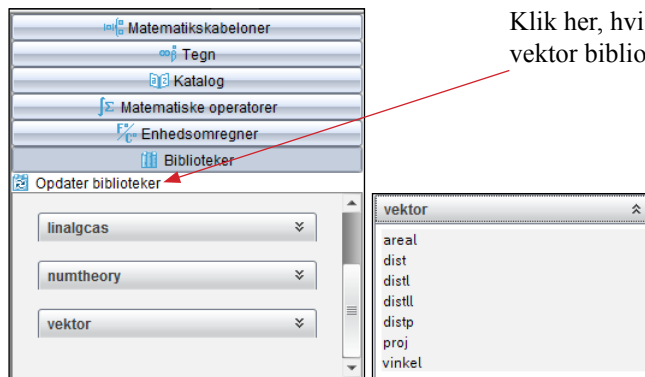 Matematikskabeloner
Tegn
Katalog
Matematiske operatorer
Enhedsomregner
Biblioteker
Opdater biblioteker
linalgcas
numtheory
vektor
Klik her, hvi
vektor biblio
vektor
areal
dist
distl
distll
distp
proj
vinkel